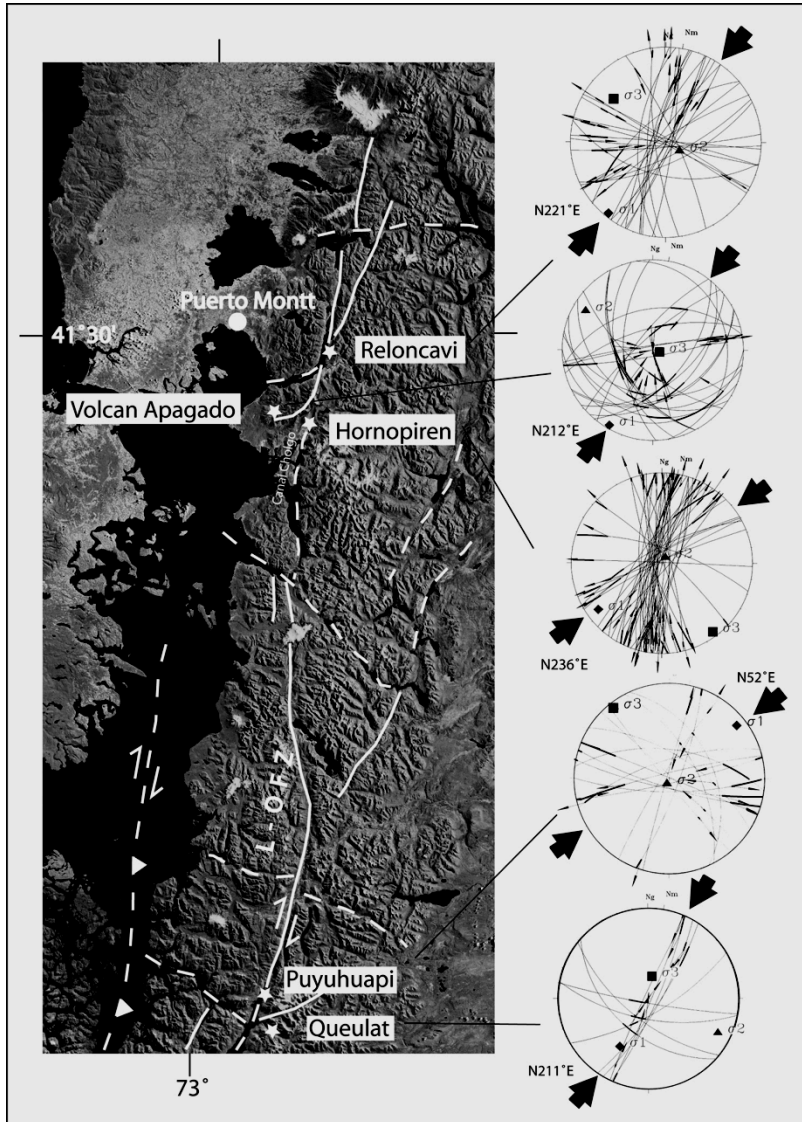 Puerto Montt
41°30'
Reloncavi
Volcan Apagado
Hornopiren
Canal Cholgo
L-OFZ
Puyuhuapi
Queulat
73°
Ng Nm
σ3
σ2
σ1
N221°E
Ng Nm
σ2
σ3
σ1
N212°E
Ng Nm
σ2
σ1
σ3
N236°E
N52°E
σ3
σ1
σ2
Ng Nm
σ3
σ2
σ1
N211°E